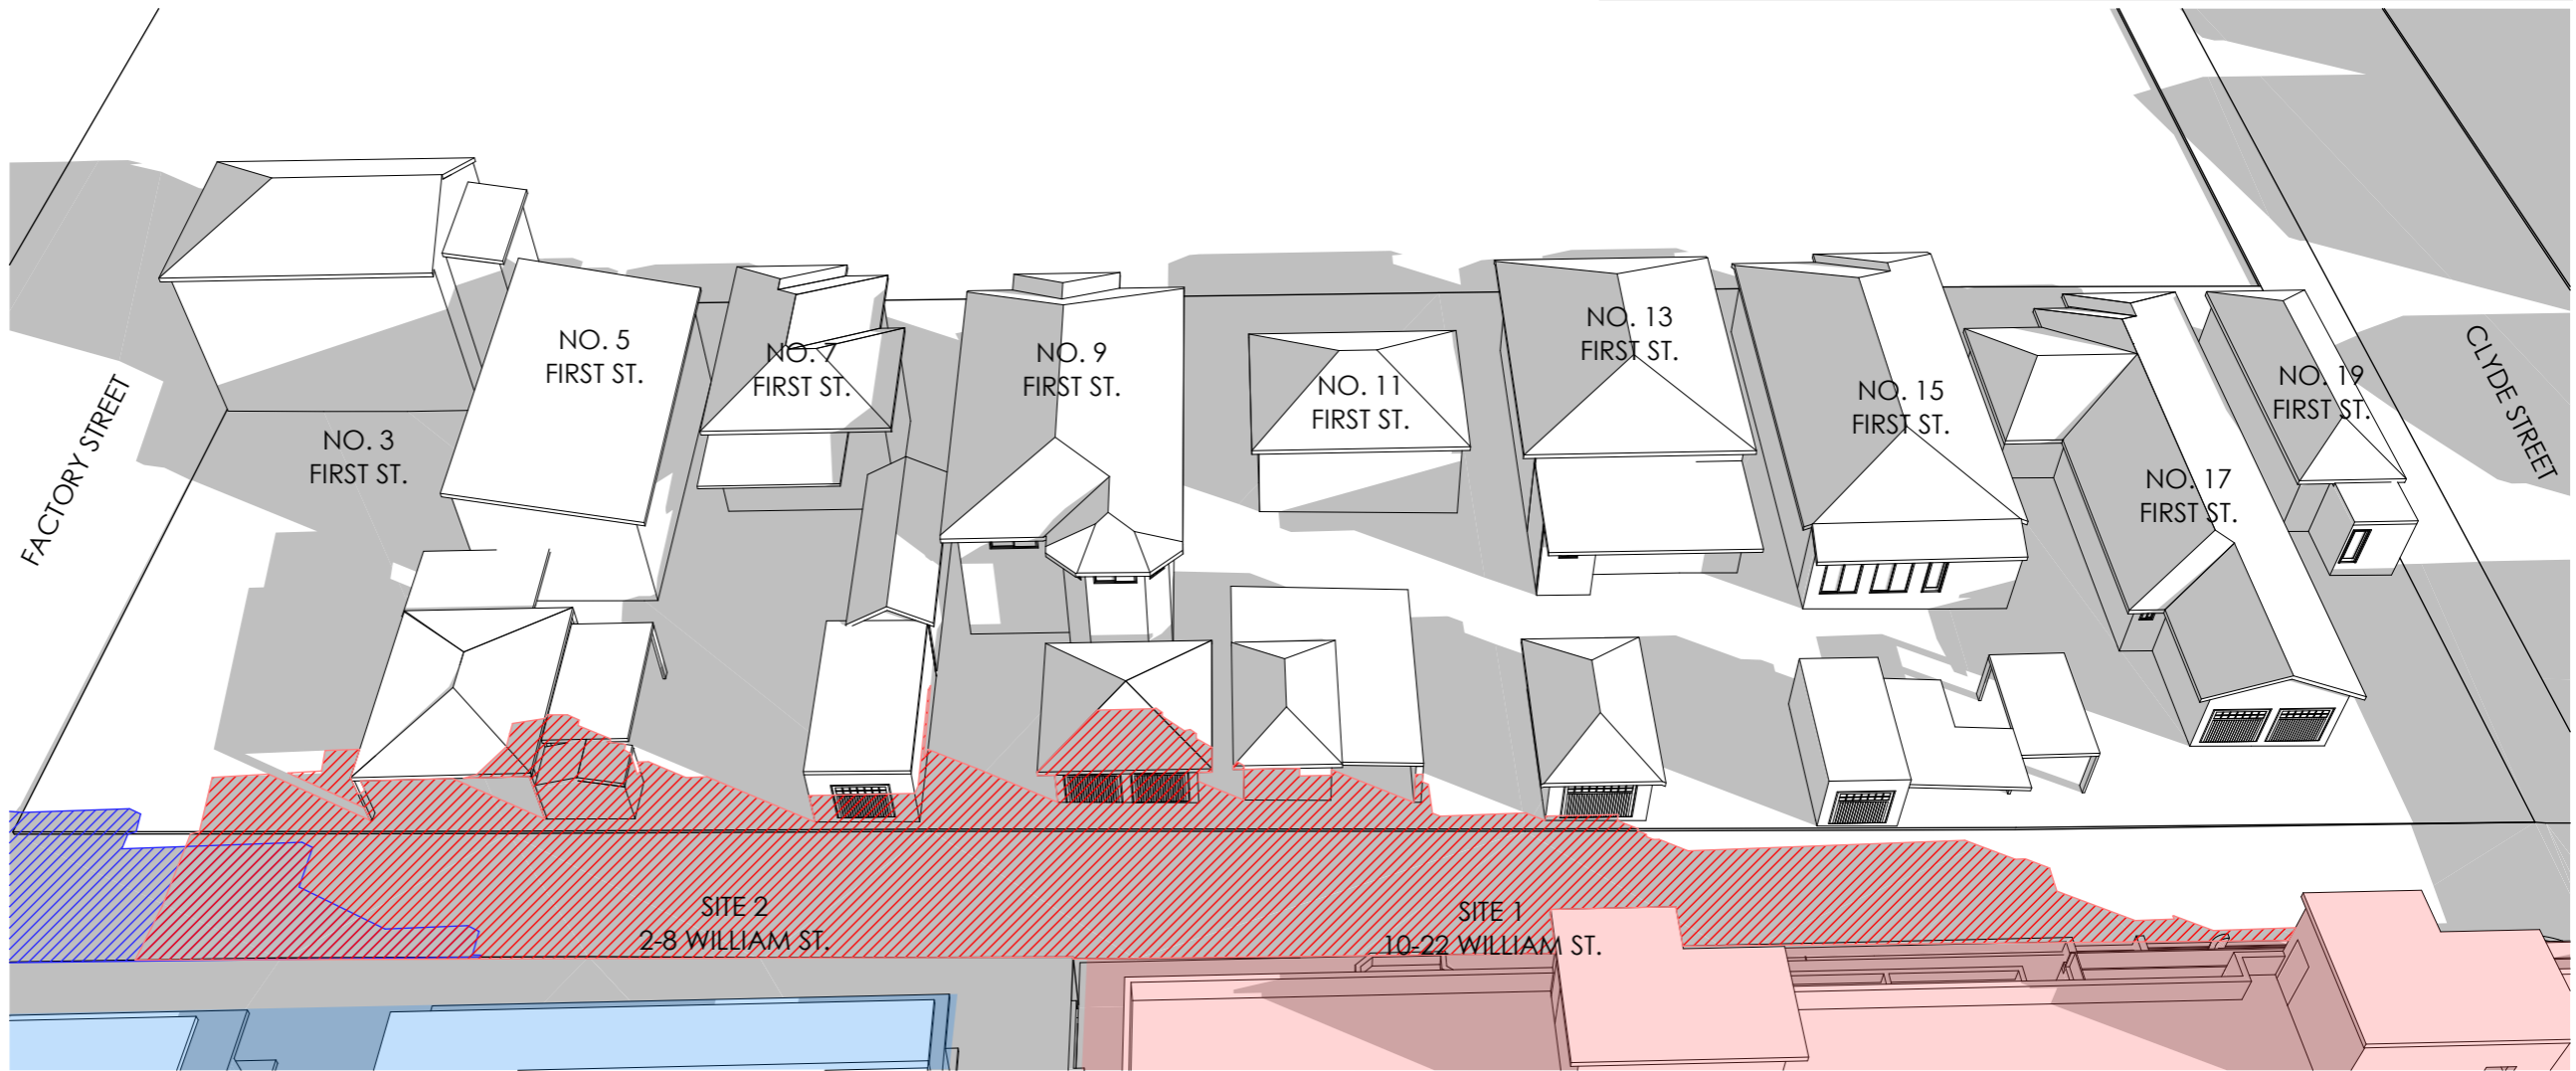 NO. 5
FIRST ST.
NO. 7
FIRST ST.
NO. 9
FIRST ST.
NO. 11
FIRST ST.
NO. 13
FIRST ST.
NO. 15
FIRST ST.
NO. 19
FIRST ST.
CLYDE STREET
FACTORY STREET
NO. 3
FIRST ST.
NO. 17
FIRST ST.
SITE 2
2-8 WILLIAM ST.
SITE 1
10-22 WILLIAM ST.